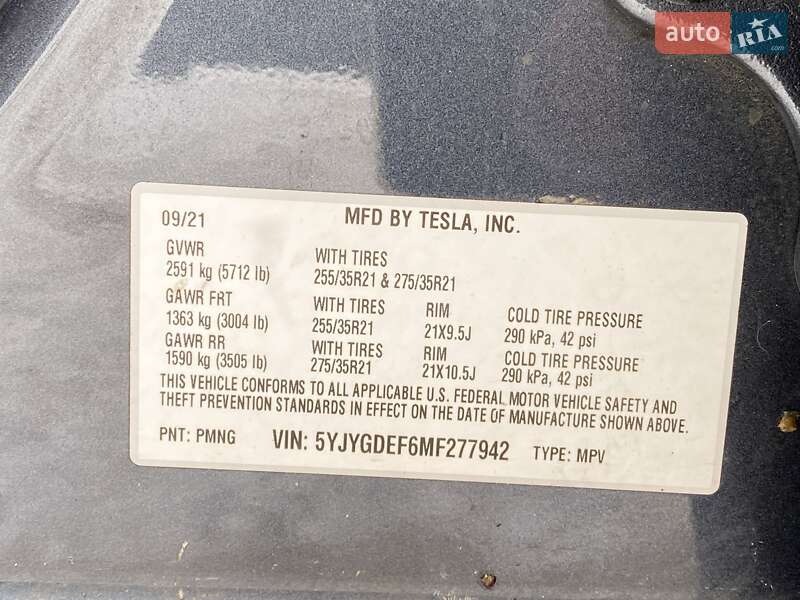 auto RIA
09/21 MFD BY TESLA, INC.
GVWR WITH TIRES
2591 kg (5712 lb) 255/35R21 & 275/35R21
GAWR FRT WITH TIRES RIM COLD TIRE PRESSURE
1363 kg (3004 lb) 255/35R21 21X9.5J 290 kPa, 42 psi
GAWR RR WITH TIRES RIM COLD TIRE PRESSURE
1590 kg (3505 lb) 275/35R21 21X10.5J 290 kPa, 42 psi
THIS VEHICLE CONFORMS TO ALL APPLICABLE U.S. FEDERAL MOTOR VEHICLE SAFETY AND
THEFT PREVENTION STANDARDS IN EFFECT ON THE DATE OF MANUFACTURE SHOWN ABOVE.
PNT: PMNG VIN: 5YJYGDEF6MF277942 TYPE: MPV